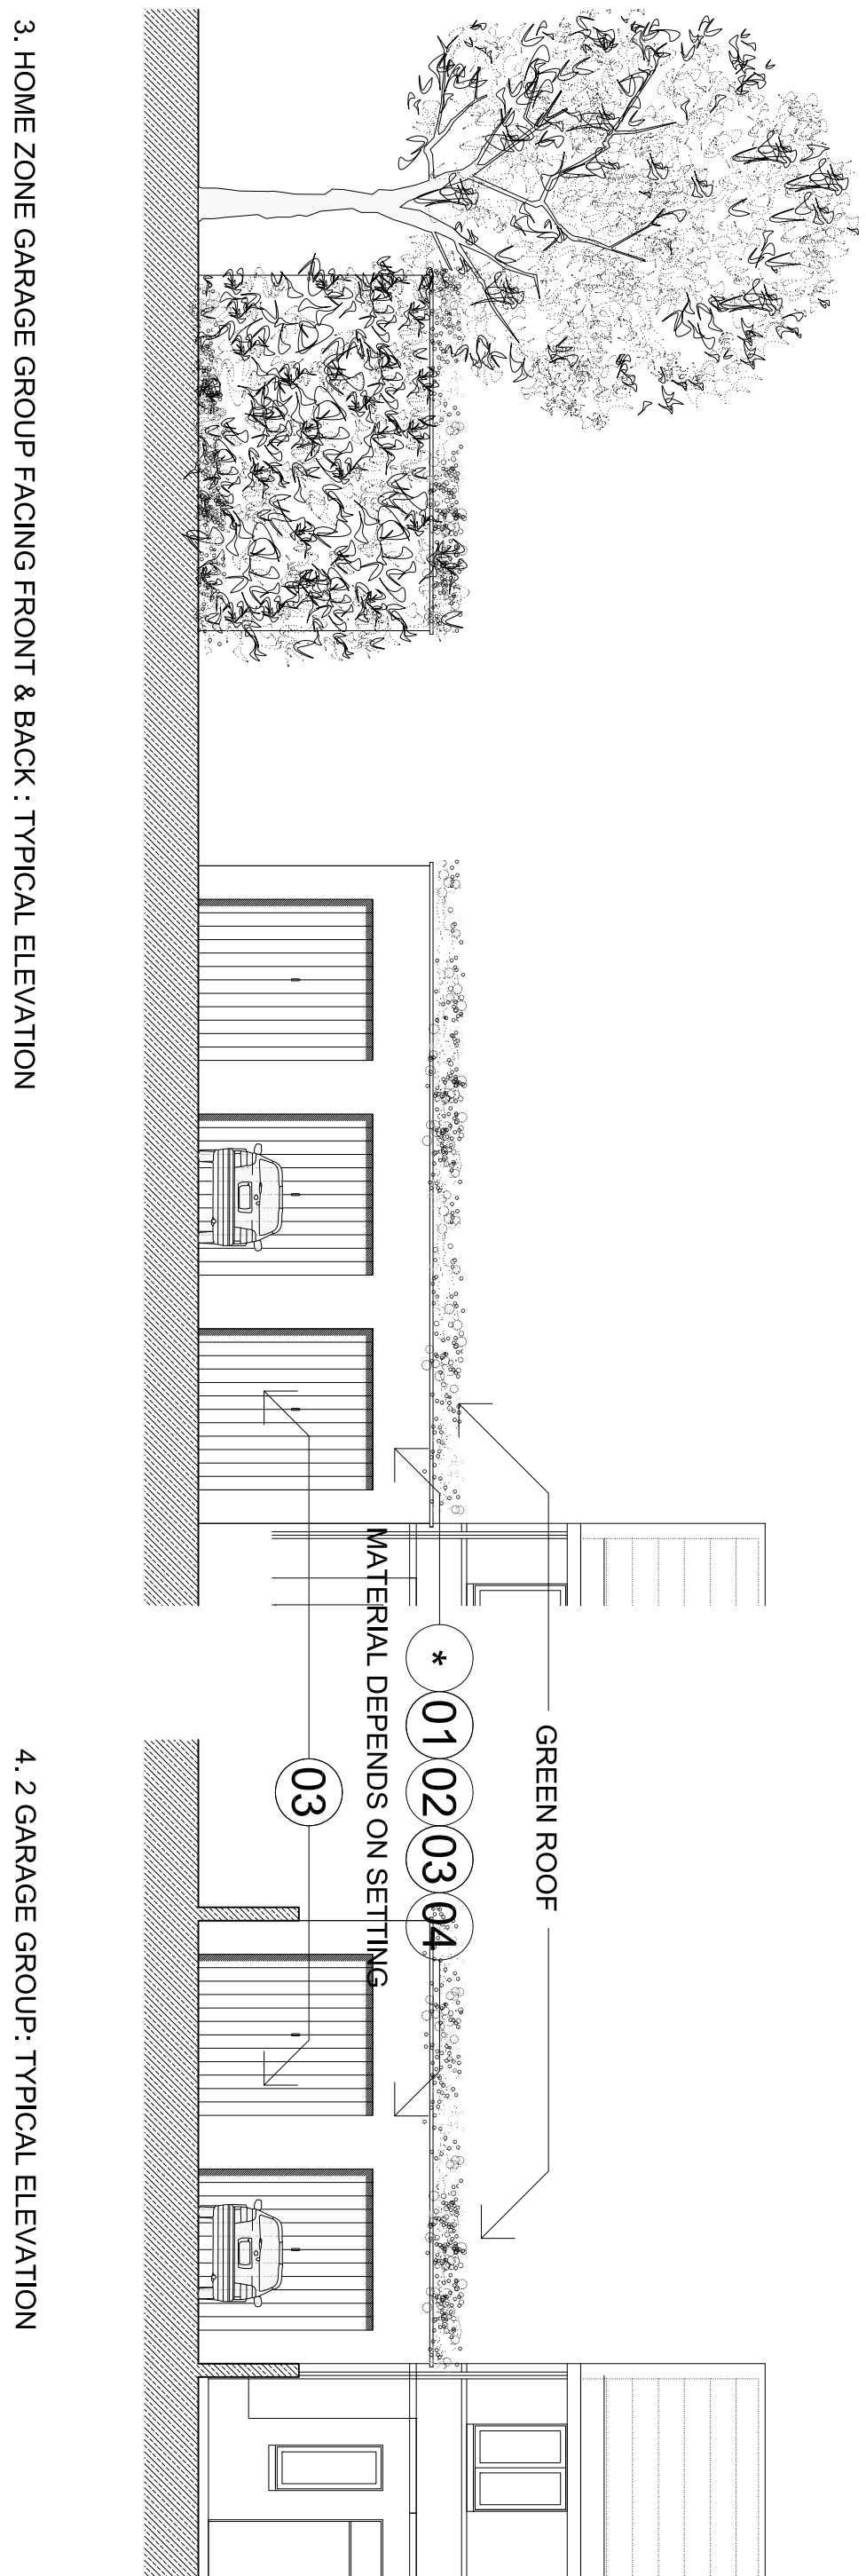 GREEN ROOF
* 01 02 03 04
MATERIAL DEPENDS ON SETTING
03
3. HOME ZONE GARAGE GROUP FACING FRONT & BACK : TYPICAL ELEVATION
4. 2 GARAGE GROUP: TYPICAL ELEVATION